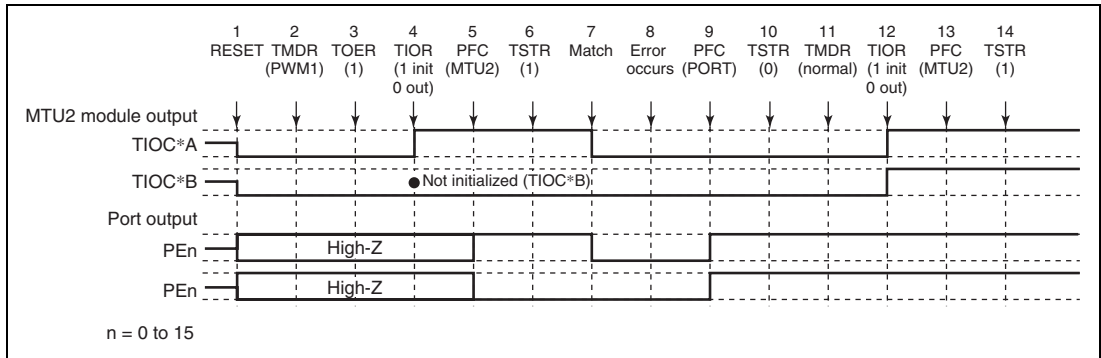 1 2 3 4 5 6 7 8 9 10 11 12 13 14
RESET TMDR TOER TIOR PFC TSTR Match Error PFC TSTR TMDR TIOR PFC TSTR
(PWM1) (1) (1 init (MTU2) (1) occurs (PORT) (0) (normal) (1 init (MTU2) (1)
0 out) 0 out)
MTU2 module output
TIOC*A
TIOC*B ● Not initialized (TIOC*B)
Port output
PEn High-Z
PEn High-Z
n = 0 to 15